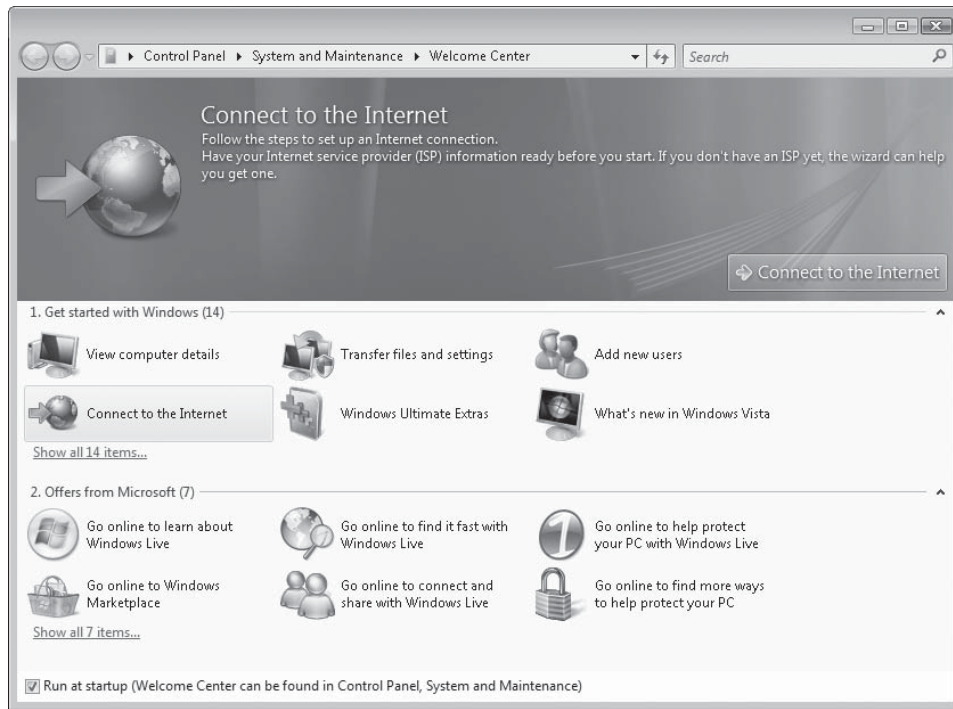 Control Panel ▸ System and Maintenance ▸ Welcome Center
Search
Connect to the Internet
Follow the steps to set up an Internet connection.
Have your Internet service provider (ISP) information ready before you start. If you don't have an ISP yet, the wizard can help
you get one.
Connect to the Internet
1. Get started with Windows (14)
View computer details
Transfer files and settings
Add new users
Connect to the Internet
Windows Ultimate Extras
What's new in Windows Vista
Show all 14 items...
2. Offers from Microsoft (7)
Go online to learn about
Windows Live
Go online to find it fast with
Windows Live
Go online to help protect
your PC with Windows Live
Go online to Windows
Marketplace
Go online to connect and
share with Windows Live
Go online to find more ways
to help protect your PC
Show all 7 items...
Run at startup (Welcome Center can be found in Control Panel, System and Maintenance)